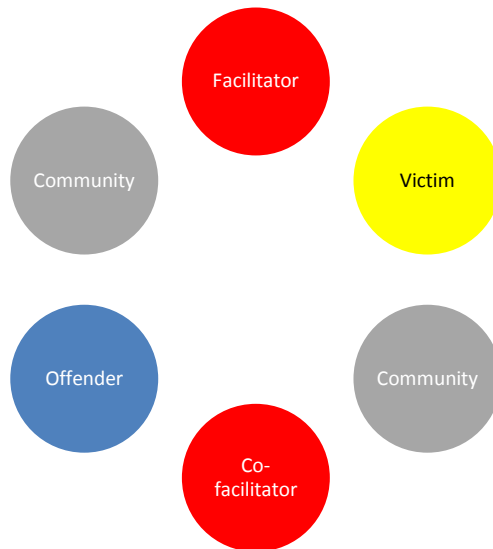 Facilitator
Community
Victim
Offender
Community
Co-
facilitator